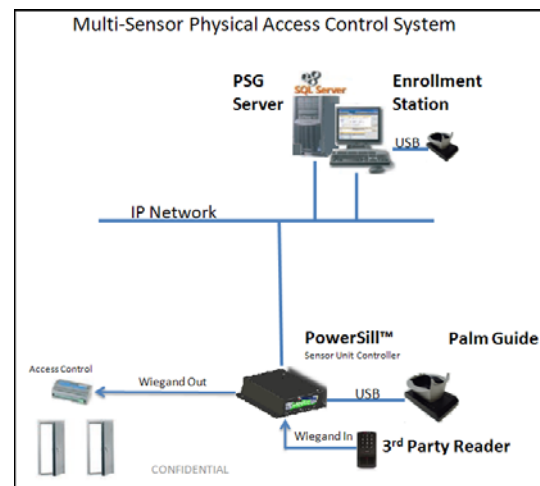 Multi-Sensor Physical Access Control System
PSG
Server
SQL Server
Enrollment
Station
USB
IP Network
PowerSill™
Sensor Unit Controller
Palm Guide
Access Control
Wiegand Out
USB
Wiegand In
3rd Party Reader
CONFIDENTIAL